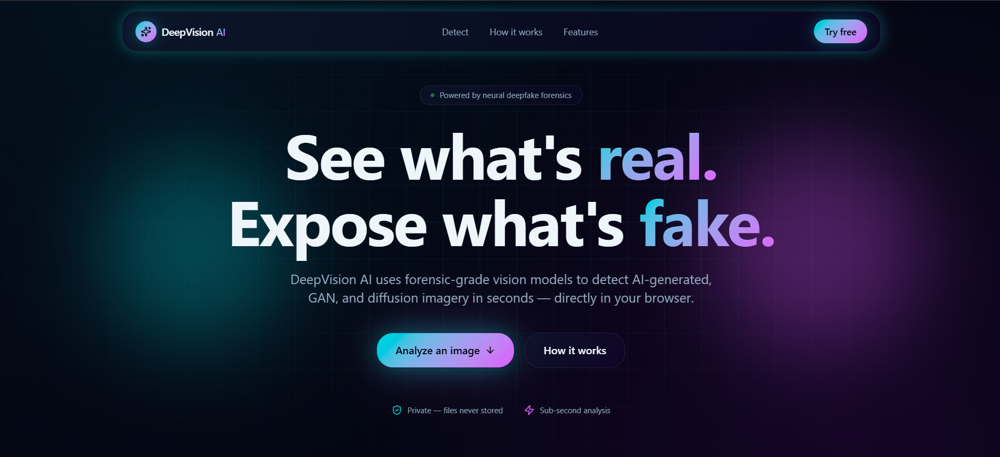 DeepVision AI
Detect
How it works
Features
Try free
Powered by neural deepfake forensics
See what's real.
Expose what's fake.
DeepVision AI uses forensic-grade vision models to detect AI-generated,
GAN, and diffusion imagery in seconds — directly in your browser.
Analyze an image ↓
How it works
Private — files never stored
Sub-second analysis